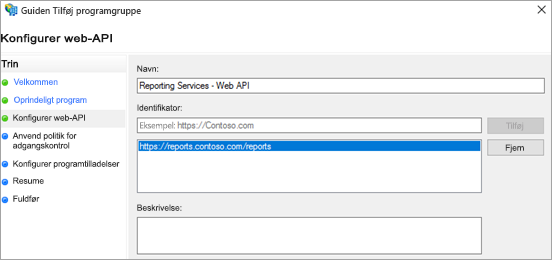 Guiden Tilføj programgruppe
Konfigurer web-API
Trin
Velkommen
Oprindeligt program
Konfigurer web-API
Anvend politik for
adgangskontrol
Konfigurer programtilladelser
Resume
Fuldfør
Navn:
Reporting Services - Web API
Identifikator:
Eksempel: https://Contoso.com
Tilføj
https://reports.contoso.com/reports
Fjern
Beskrivelse: